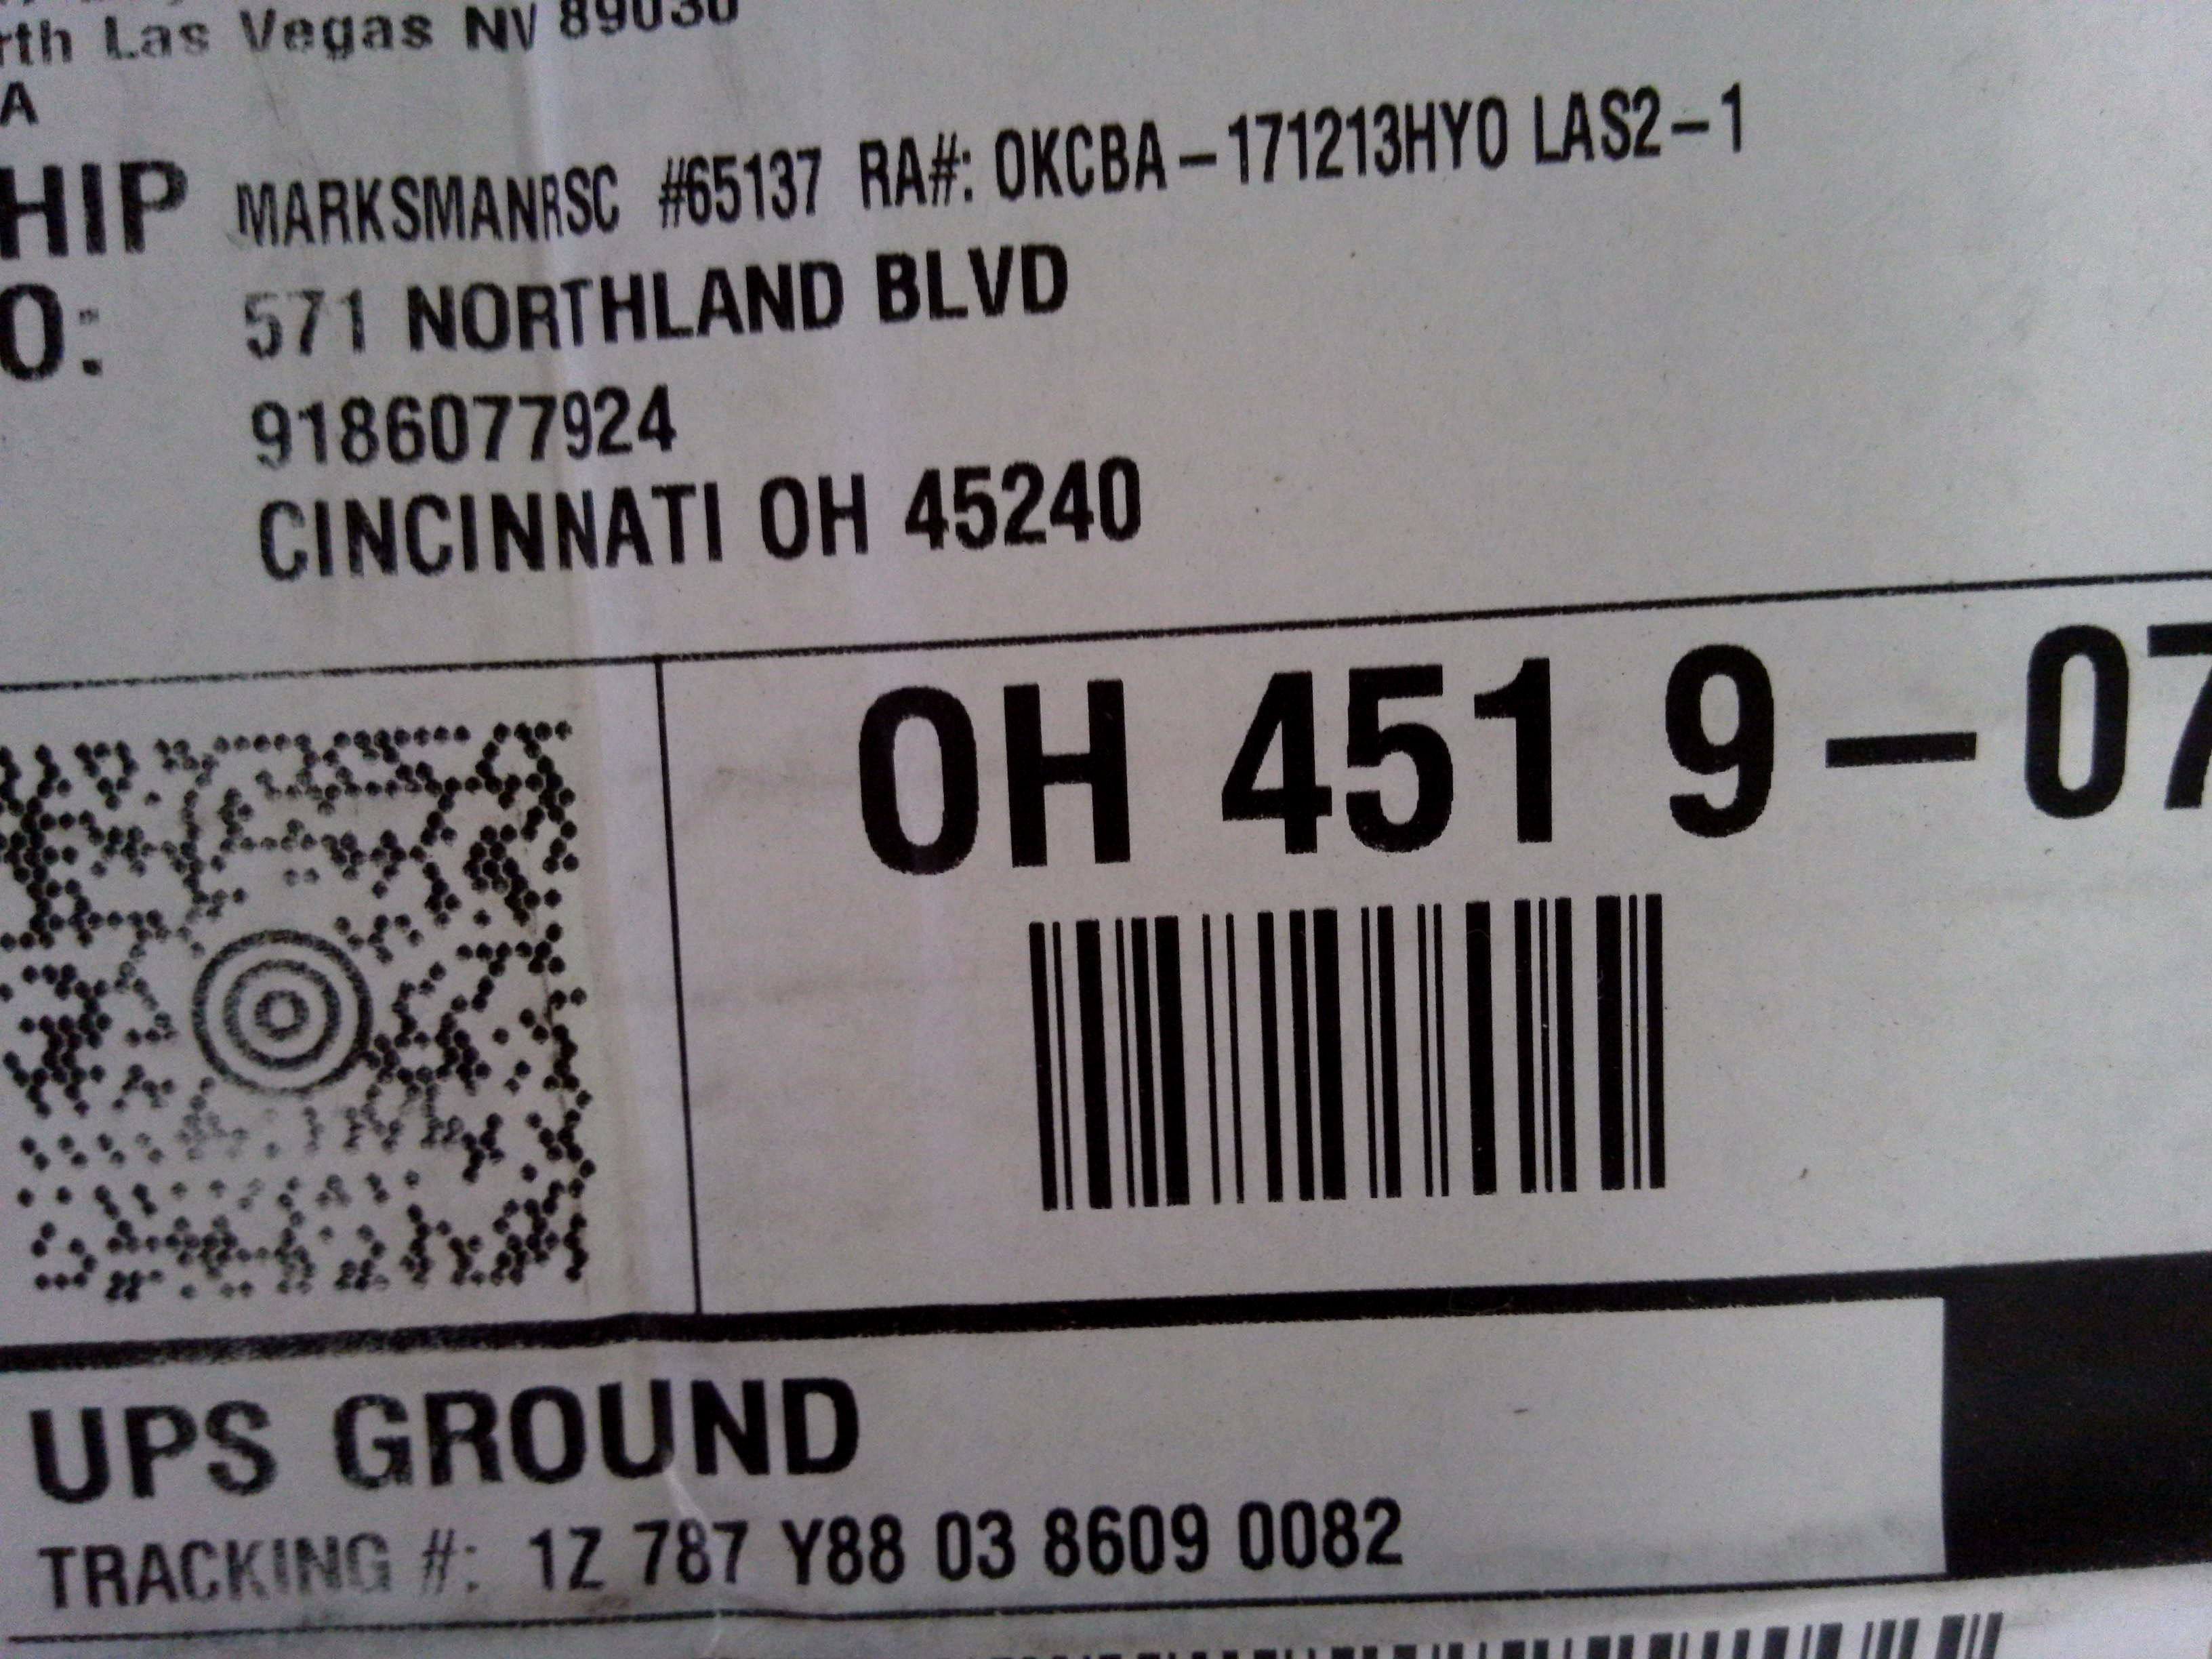 rth Las Vegas NV 89030
A
HIP MARKSMANRSC #65137 RA#: OKCBA-171213HYO LAS2-1
O: 571 NORTHLAND BLVD
9186077924
CINCINNATI OH 45240
OH 451 9-07
UPS GROUND
TRACKING #: 1Z 787 Y88 03 8609 0082